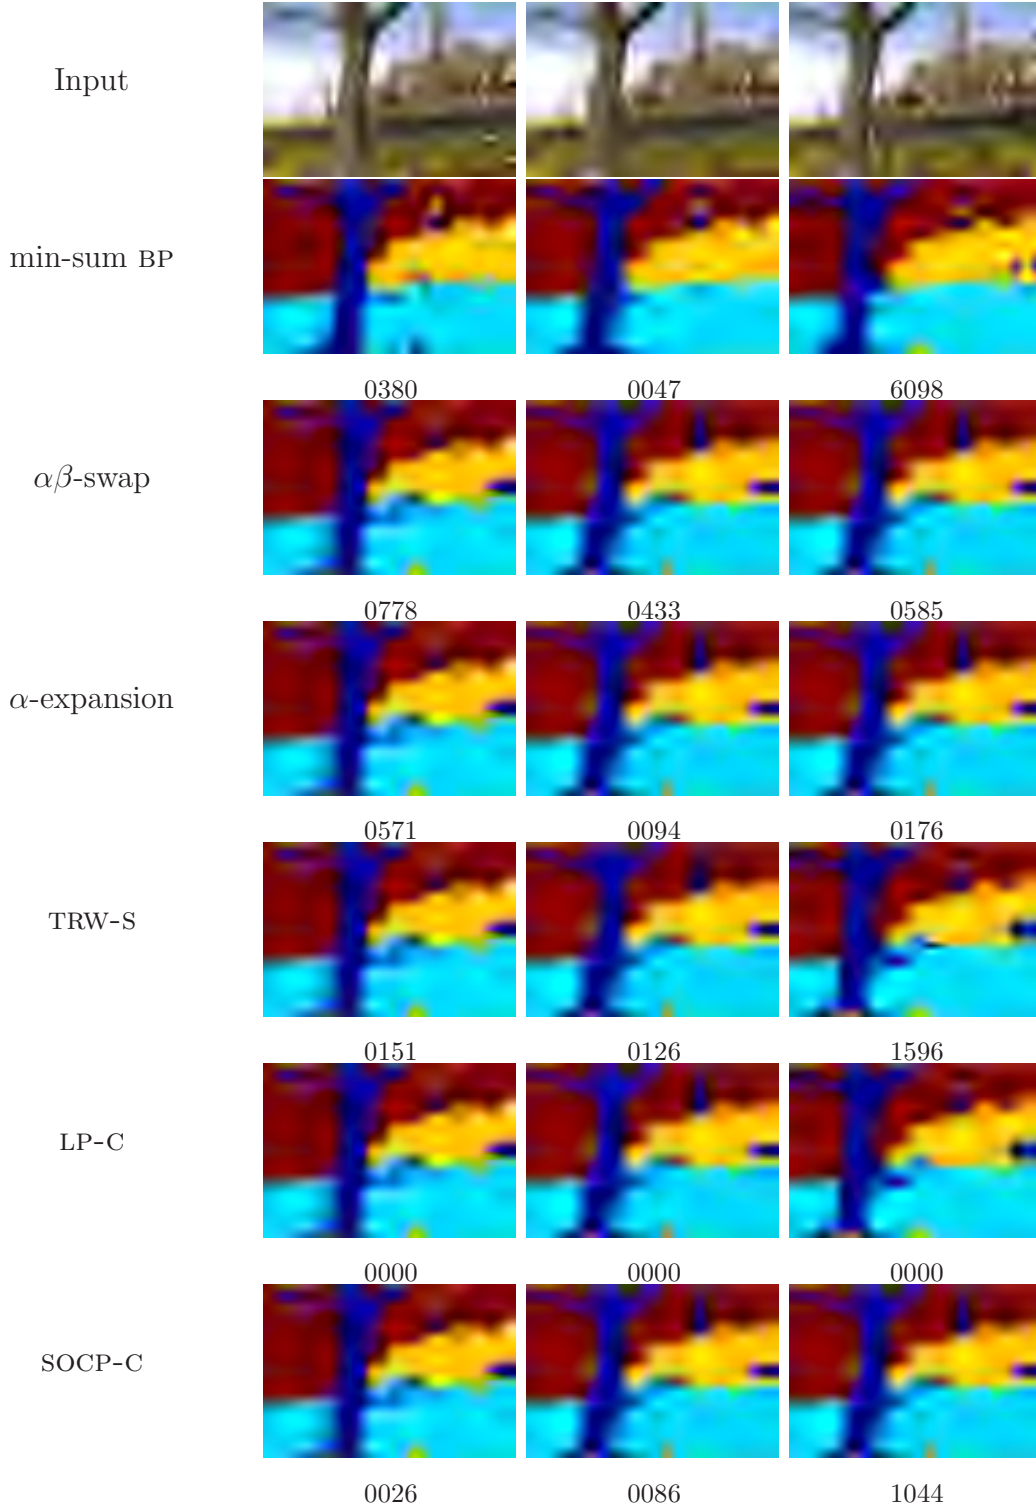 Input
min-sum BP
0380 0047 6098
αβ-swap
0778 0433 0585
α-expansion
0571 0094 0176
TRW-S
0151 0126 1596
LP-C
0000 0000 0000
SOCP-C
0026 0086 1044